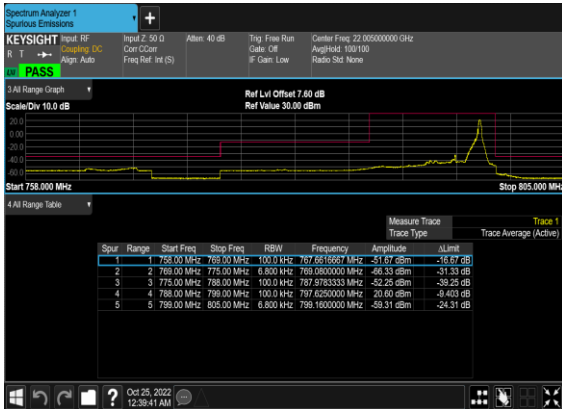 Spectrum Analyzer 1
Spurious Emissions
+
KEYSIGHT Input: RF Input Z: 50 Ω Atten: 40 dB Trig: Free Run Center Freq: 22.005000000 GHz
R T Coupling: DC Corr CCorr Gate: Off Avg|Hold: 100/100
Align: Auto Freq Ref: Int (S) IF Gain: Low Radio Std: None
PASS
3 All Range Graph
Ref Lvl Offset 7.60 dB
Scale/Div 10.0 dB Ref Value 30.00 dBm
20.0
0.00
-20.0
-40.0
-60.0
Start 758.000 MHz Stop 805.000 MHz
4 All Range Table
Measure Trace Trace 1
Trace Type Trace Average (Active)
Spur Range Start Freq Stop Freq RBW Frequency Amplitude ΔLimit
1 1 758.00 MHz 769.00 MHz 100.0 kHz 767.6616667 MHz -51.67 dBm -16.67 dB
2 2 769.00 MHz 775.00 MHz 6.800 kHz 769.0800000 MHz -66.33 dBm -31.33 dB
3 3 775.00 MHz 788.00 MHz 100.0 kHz 787.9783333 MHz -52.25 dBm -39.25 dB
4 4 788.00 MHz 799.00 MHz 100.0 kHz 797.6250000 MHz 20.60 dBm -9.403 dB
5 5 799.00 MHz 805.00 MHz 6.800 kHz 799.1600000 MHz -59.31 dBm -24.31 dB
? Oct 25, 2022
12:39:41 AM